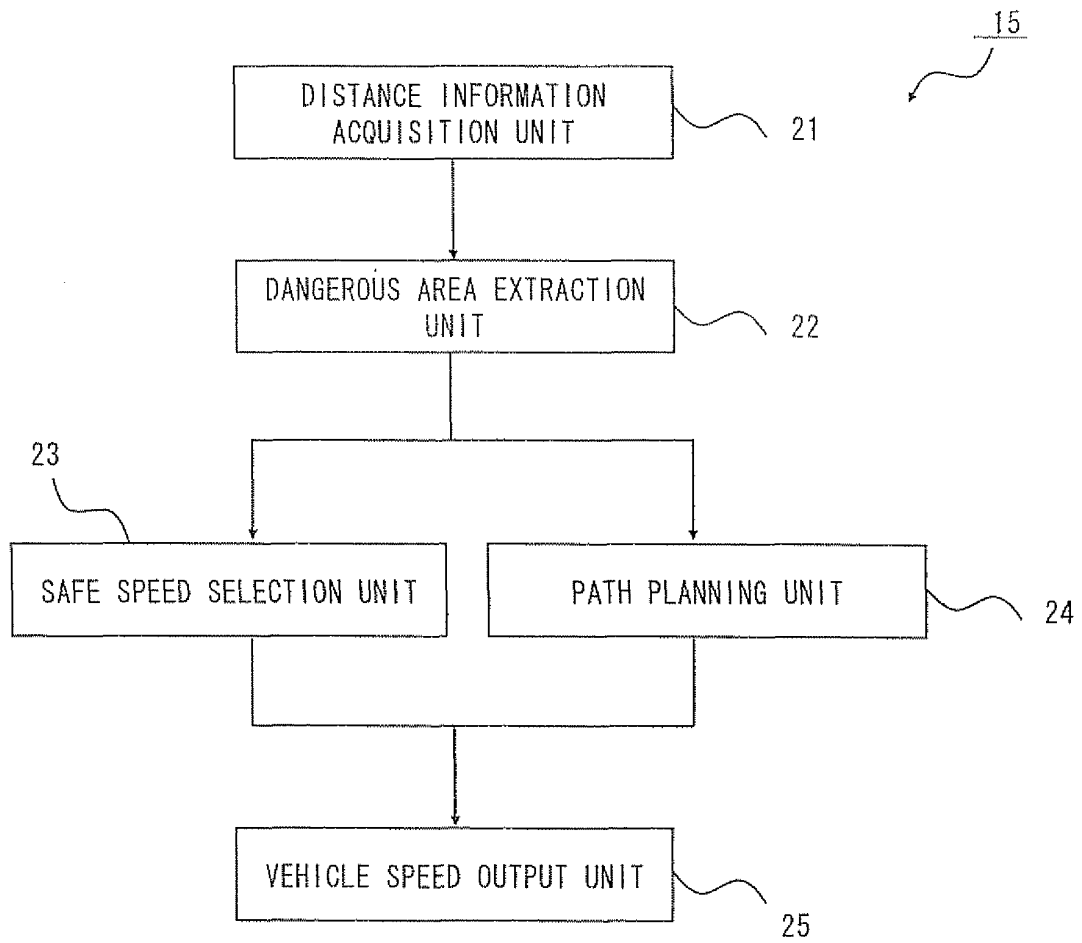 15
DISTANCE INFORMATION
ACQUISITION UNIT
21
DANGEROUS AREA EXTRACTION
UNIT
22
23
SAFE SPEED SELECTION UNIT
PATH PLANNING UNIT
24
VEHICLE SPEED OUTPUT UNIT
25